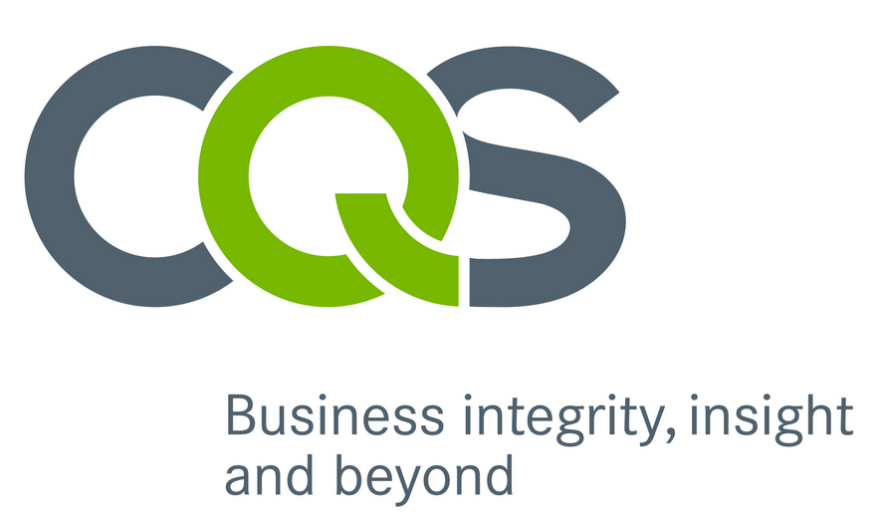 CQS
Business integrity, insight
and beyond